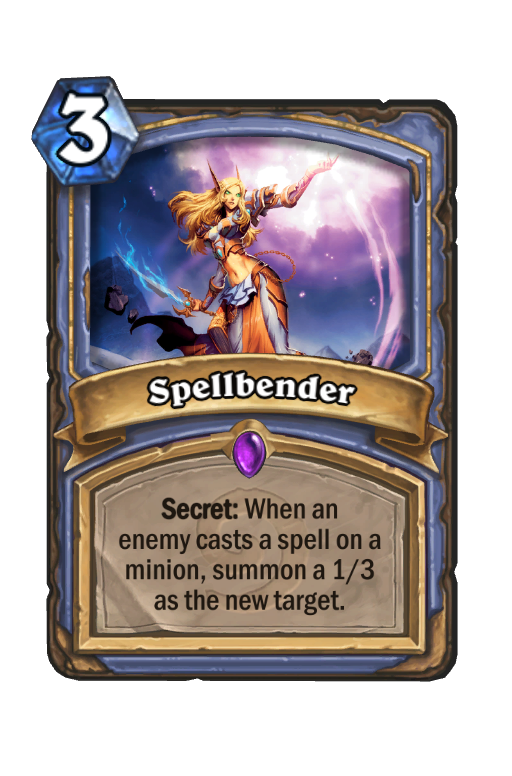 3
Spellbender
Secret: When an
enemy casts a spell on a
minion, summon a 1/3
as the new target.